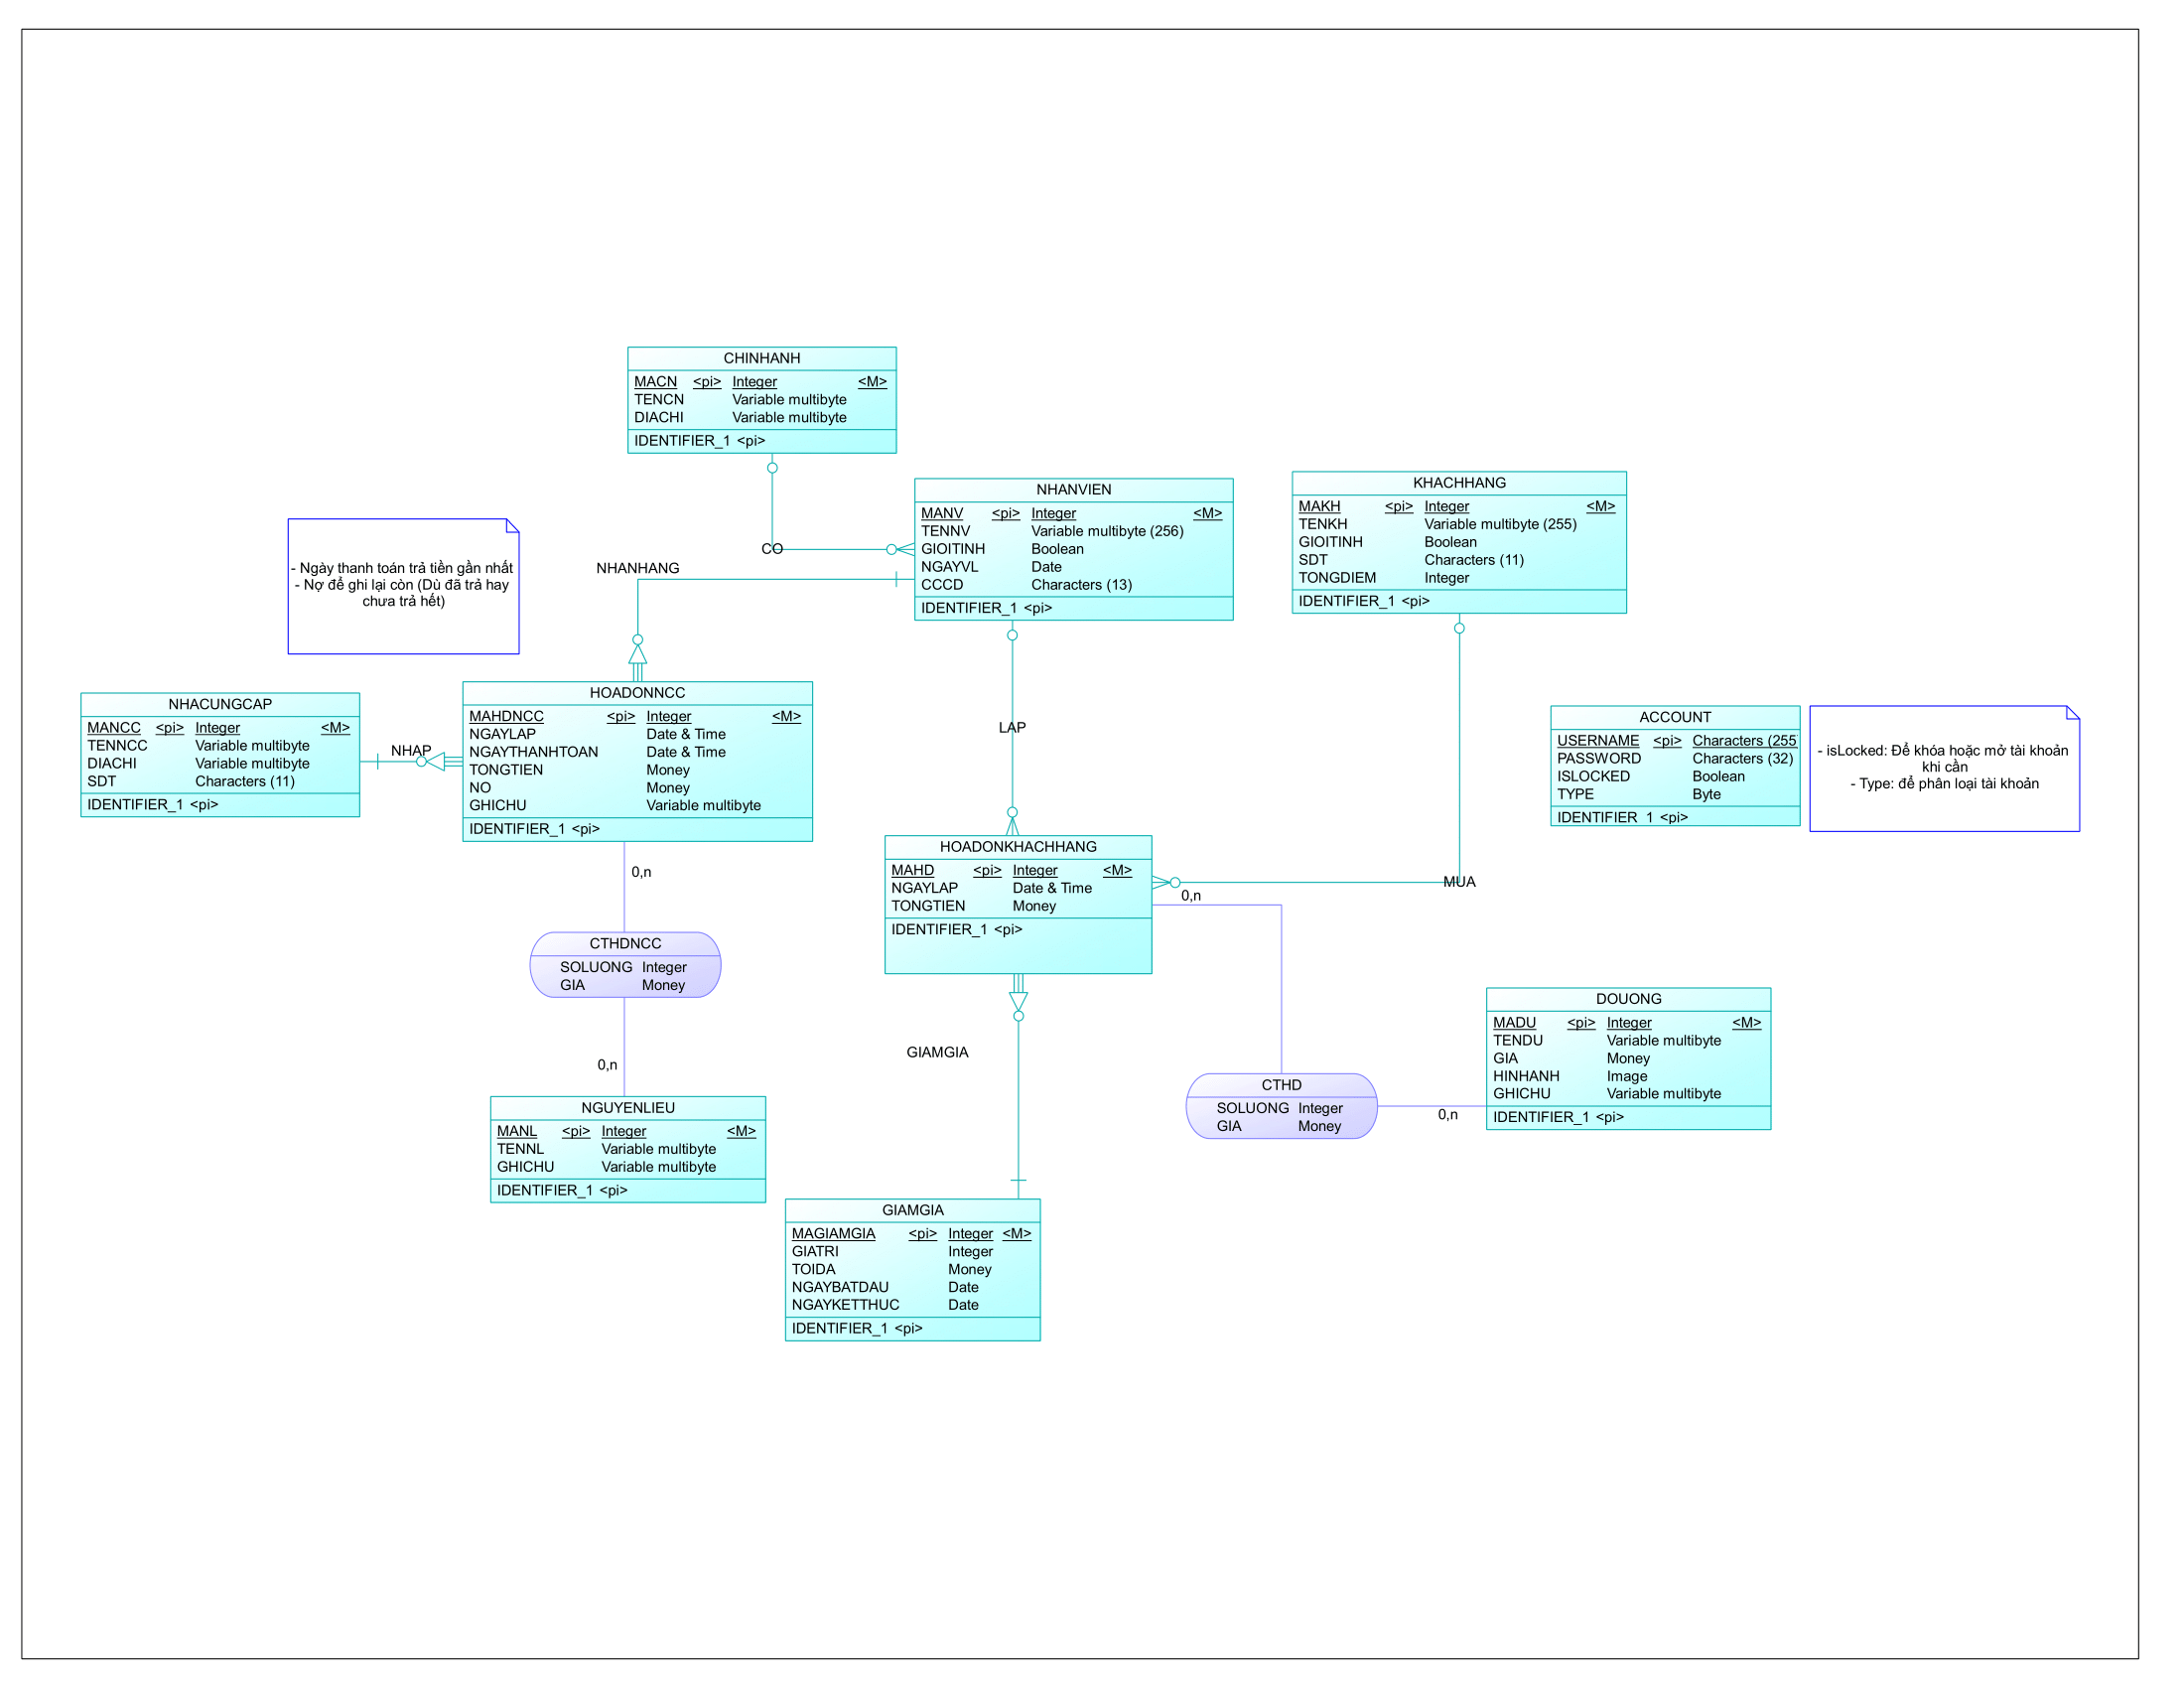 CHINHANH
MACN <pi> Integer <M>
TENCN Variable multibyte
DIACHI Variable multibyte
IDENTIFIER_1 <pi>
CO
NHANVIEN
MANV <pi> Integer <M>
TENNV Variable multibyte (256)
GIOITINH Boolean
NGAYVL Date
CCCD Characters (13)
IDENTIFIER_1 <pi>
KHACHHANG
MAKH <pi> Integer <M>
TENKH Variable multibyte (255)
GIOITINH Boolean
SDT Characters (11)
TONGDIEM Integer
IDENTIFIER_1 <pi>
- Ngày thanh toán trả tiền gần nhất
- Nợ để ghi lại còn (Dù đã trả hay
chưa trả hết)
NHANHANG
NHACUNGCAP
MANCC <pi> Integer <M>
TENNCC Variable multibyte
DIACHI Variable multibyte
SDT Characters (11)
IDENTIFIER_1 <pi>
NHAP
HOADONNCC
MAHDNCC <pi> Integer <M>
NGAYLAP Date & Time
NGAYTHANHTOAN Date & Time
TONGTIEN Money
NO Money
GHICHU Variable multibyte
IDENTIFIER_1 <pi>
LAP
ACCOUNT
USERNAME <pi> Characters (255
PASSWORD Characters (32)
ISLOCKED Boolean
TYPE Byte
IDENTIFIER_1 <pi>
- isLocked: Để khóa hoặc mở tài khoản
khi cần
- Type: để phân loại tài khoản
HOADONKHACHHANG
MAHD <pi> Integer <M>
NGAYLAP Date & Time
TONGTIEN Money
IDENTIFIER_1 <pi>
MUA
0,n
0,n
CTHDNCC
SOLUONG Integer
GIA Money
0,n
NGUYENLIEU
MANL <pi> Integer <M>
TENNL Variable multibyte
GHICHU Variable multibyte
IDENTIFIER_1 <pi>
GIAMGIA
DOUONG
MADU <pi> Integer <M>
TENDU Variable multibyte
GIA Money
HINHANH Image
GHICHU Variable multibyte
IDENTIFIER_1 <pi>
CTHD
SOLUONG Integer
GIA Money
0,n
GIAMGIA
MAGIAMGIA <pi> Integer <M>
GIATRI Integer
TOIDA Money
NGAYBATDAU Date
NGAYKETTHUC Date
IDENTIFIER_1 <pi>